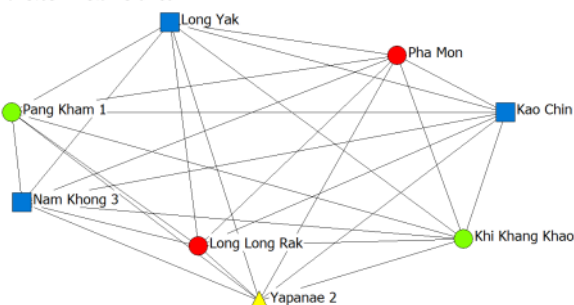 Long Yak
Pha Mon
Pang Kham 1
Kao Chin
Nam Khong 3
Khi Khang Khao
Long Long Rak
Yapanae 2